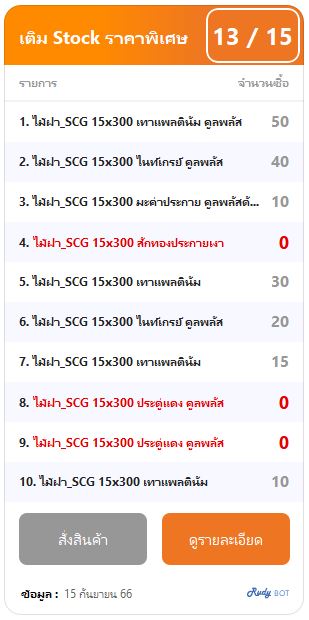 เติม Stock ราคาพิเศษ 13 / 15
รายการ จำนวนซื้อ
1. ไม้ฝา_SCG 15x300 เทาแพลตินัม คูลพลัส 50
2. ไม้ฝา_SCG 15x300 ไนท์เกรย์ คูลพลัส 40
3. ไม้ฝา_SCG 15x300 มะค่าประกาย คูลพลัสดั... 10
4. ไม้ฝา_SCG 15x300 สักทองประกายเงา 0
5. ไม้ฝา_SCG 15x300 เทาแพลตินัม 30
6. ไม้ฝา_SCG 15x300 ไนท์เกรย์ คูลพลัส 20
7. ไม้ฝา_SCG 15x300 เทาแพลตินัม 15
8. ไม้ฝา_SCG 15x300 ประดู่แดง คูลพลัส 0
9. ไม้ฝา_SCG 15x300 ประดู่แดง คูลพลัส 0
10. ไม้ฝา_SCG 15x300 เทาแพลตินัม 10
สั่งสินค้า ดูรายละเอียด
ข้อมูล : 15 กันยายน 66 Rudy BOT